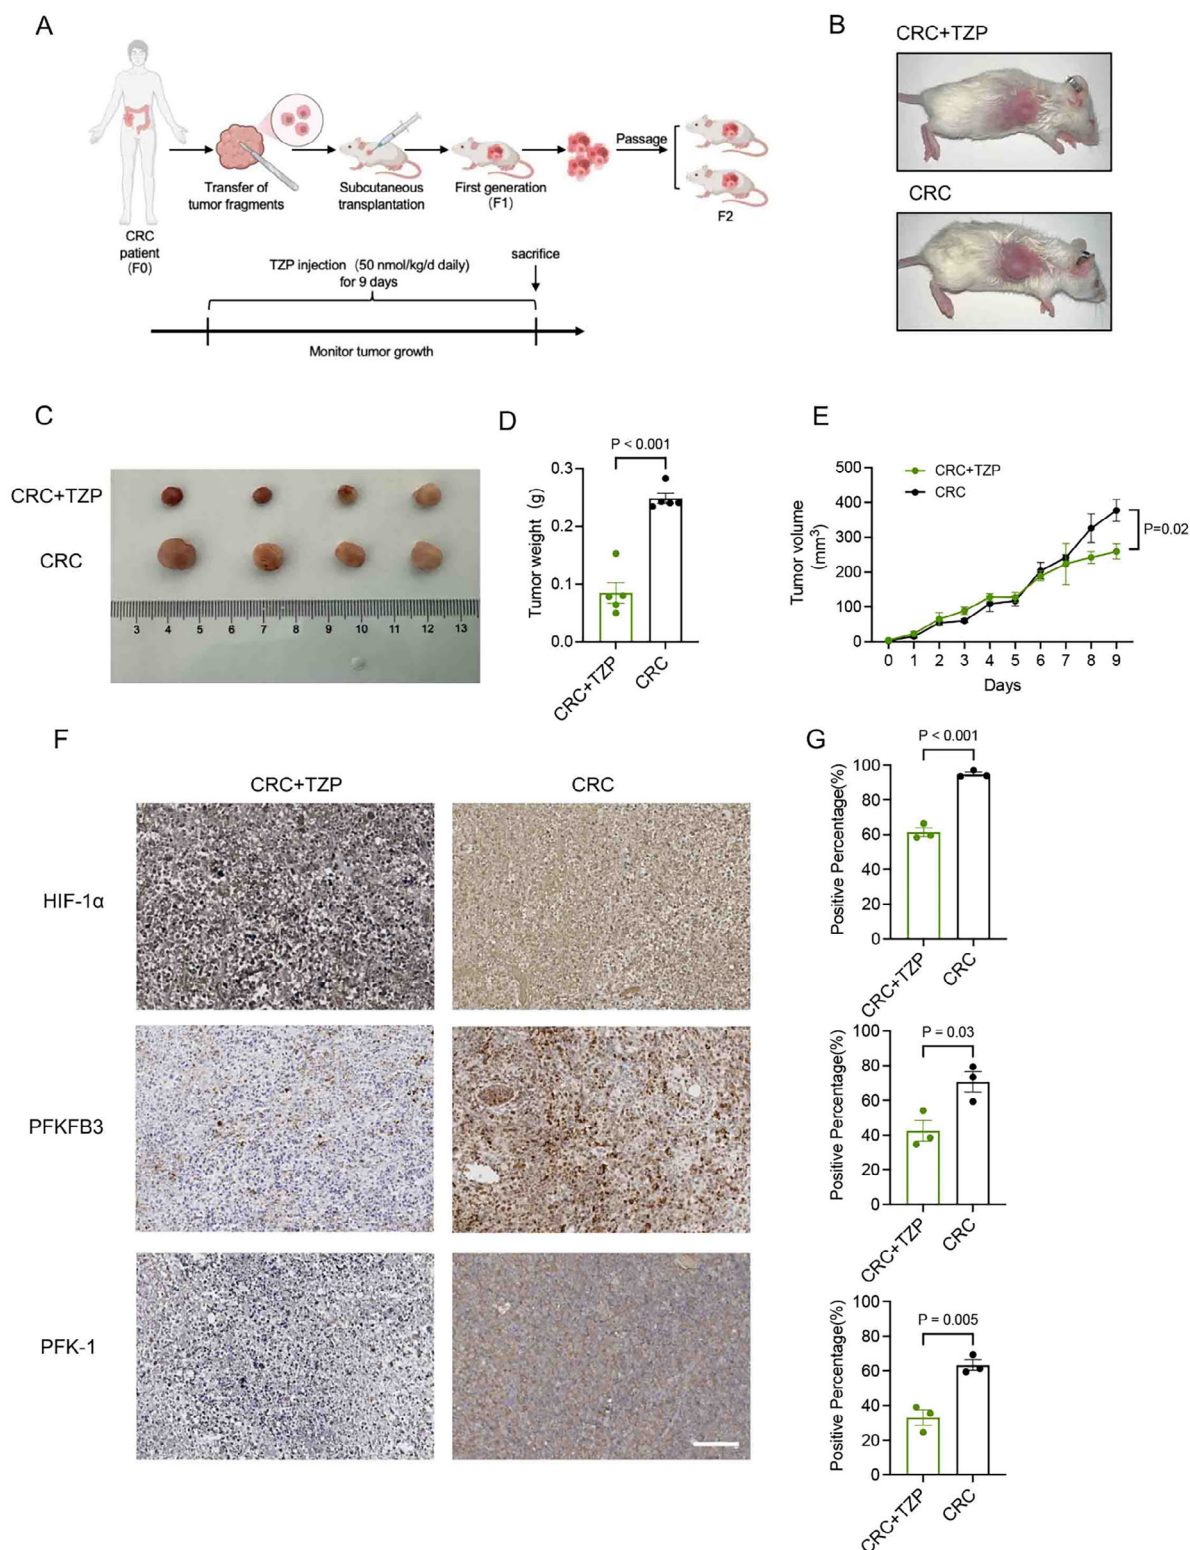 A
CRC
patient
(F0)
Transfer of
tumor fragments
Subcutaneous
transplantation
First generation
(F1)
Passage
F2
TZP injection (50 nmol/kg/d daily)
for 9 days
sacrifice
Monitor tumor growth
B
CRC+TZP
CRC
C
CRC+TZP
CRC
3 4 5 6 7 8 9 10 11 12 13
D
P < 0.001
Tumor weight (g)
0.3
0.2
0.1
0.0
CRC+TZP
CRC
E
CRC+TZP
CRC
Tumor volume
(mm³)
500
400
300
200
100
0
P=0.02
0 1 2 3 4 5 6 7 8 9
Days
F
CRC+TZP
CRC
HIF-1α
PFKFB3
PFK-1
G
P < 0.001
Positive Percentage(%)
100
80
60
40
20
0
CRC+TZP
CRC
P = 0.03
Positive Percentage(%)
100
80
60
40
20
0
CRC+TZP
CRC
P = 0.005
Positive Percentage(%)
100
80
60
40
20
0
CRC+TZP
CRC